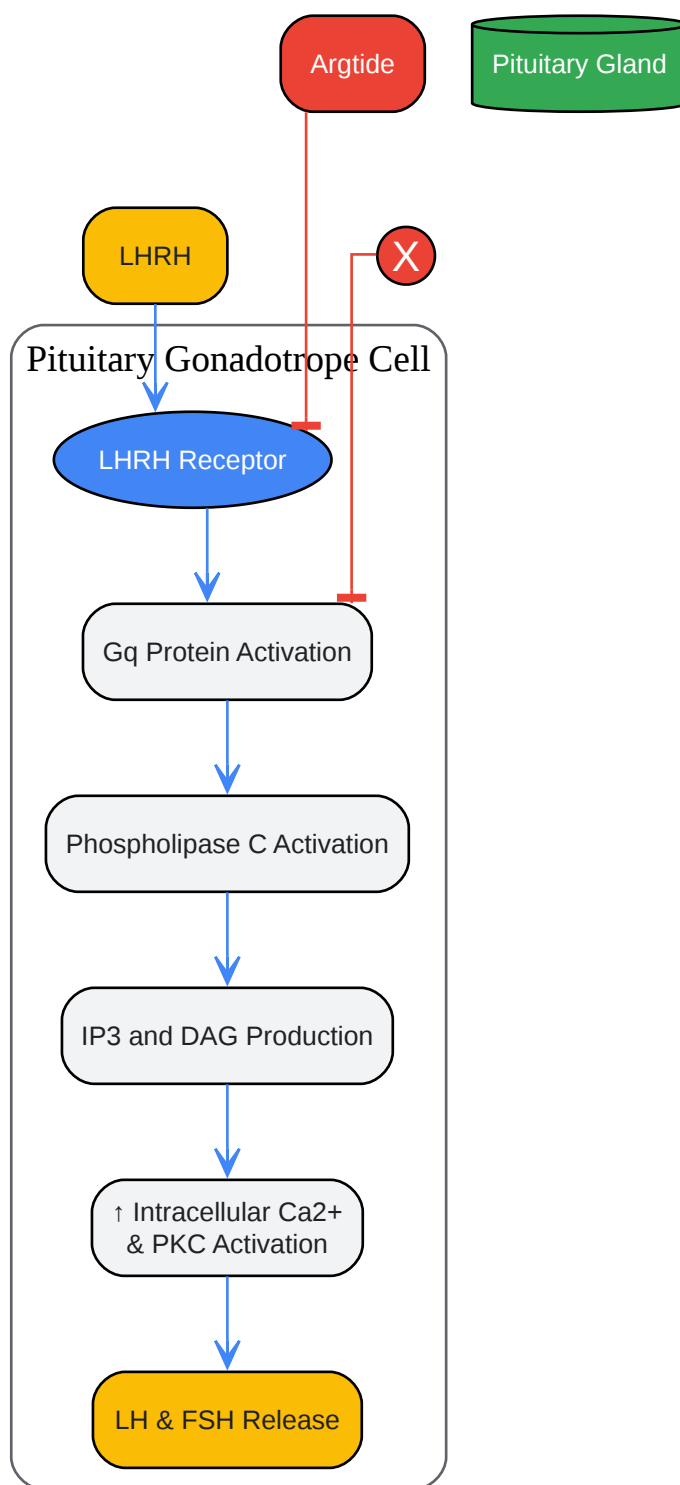 Argtide
Pituitary Gland
LHRH
X
Pituitary Gonadotrope Cell
LHRH Receptor
Gq Protein Activation
Phospholipase C Activation
IP3 and DAG Production
↑ Intracellular Ca2+
& PKC Activation
LH & FSH Release